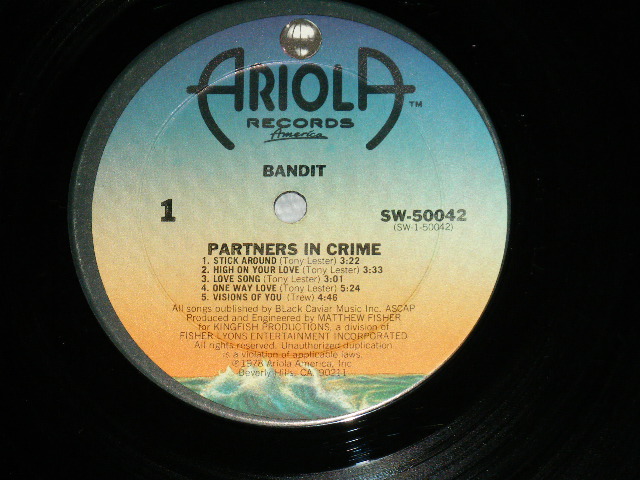 ARIOLA ™
RECORDS
America
BANDIT
1
SW-50042
(SW-1-50042)
PARTNERS IN CRIME
1. STICK AROUND (Tony Lester) 3:22
2. HIGH ON YOUR LOVE (Tony Lester) 3:33
3. LOVE SONG (Tony Lester) 3:01
4. ONE WAY LOVE (Tony Lester) 5:24
5. VISIONS OF YOU (Trew) 4:46
All songs published by BLack Caviar Music Inc. ASCAP
Produced and Engineered by MATTHEW FISHER
for KINGFISH PRODUCTIONS, a division of
FISHER LYONS ENTERTAINMENT INCORPORATED
All rights reserved. Unauthorized duplication
is a violation of applicable laws.
℗1978 Ariola America, Inc.
Beverly Hills, CA. 90211